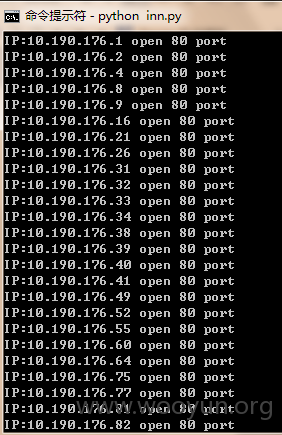 命令提示符 - python  inn.py
IP:10.190.176.1 open 80 port
IP:10.190.176.2 open 80 port
IP:10.190.176.4 open 80 port
IP:10.190.176.8 open 80 port
IP:10.190.176.9 open 80 port
IP:10.190.176.16 open 80 port
IP:10.190.176.21 open 80 port
IP:10.190.176.26 open 80 port
IP:10.190.176.31 open 80 port
IP:10.190.176.32 open 80 port
IP:10.190.176.33 open 80 port
IP:10.190.176.34 open 80 port
IP:10.190.176.38 open 80 port
IP:10.190.176.39 open 80 port
IP:10.190.176.40 open 80 port
IP:10.190.176.41 open 80 port
IP:10.190.176.49 open 80 port
IP:10.190.176.52 open 80 port
IP:10.190.176.55 open 80 port
IP:10.190.176.60 open 80 port
IP:10.190.176.64 open 80 port
IP:10.190.176.75 open 80 port
IP:10.190.176.77 open 80 port
IP:10.190.176.81 open 80 port
IP:10.190.176.82 open 80 port
www.wooyun.org